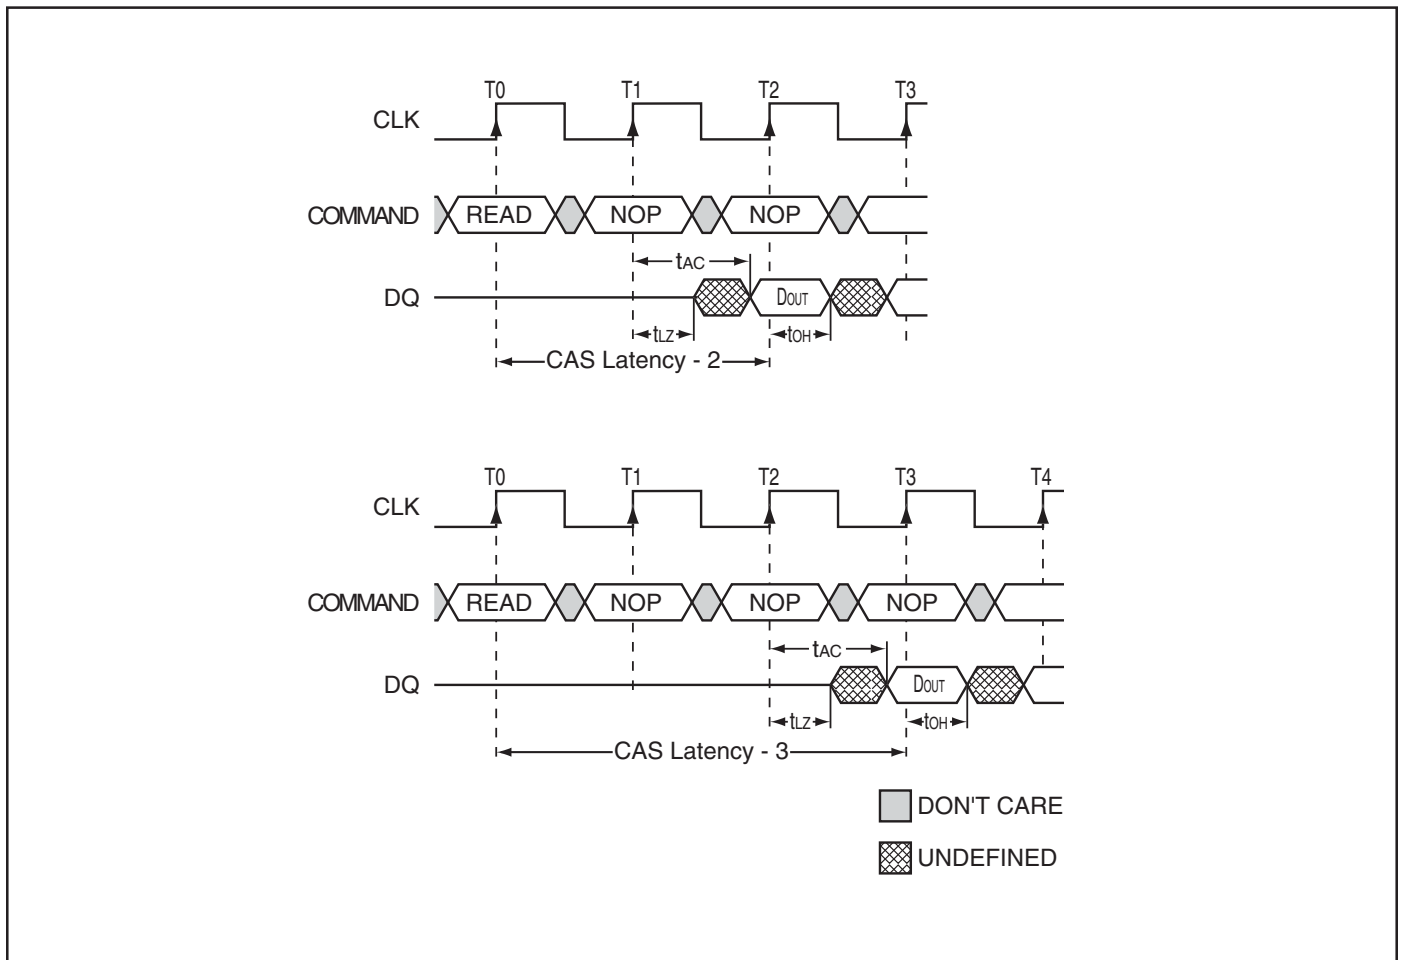 T0 T1 T2 T3
CLK
COMMAND READ NOP NOP
tAC
DQ DOUT
tLZ tOH
CAS Latency - 2
T0 T1 T2 T3 T4
CLK
COMMAND READ NOP NOP NOP
tAC
DQ DOUT
tLZ tOH
CAS Latency - 3
DON'T CARE
UNDEFINED